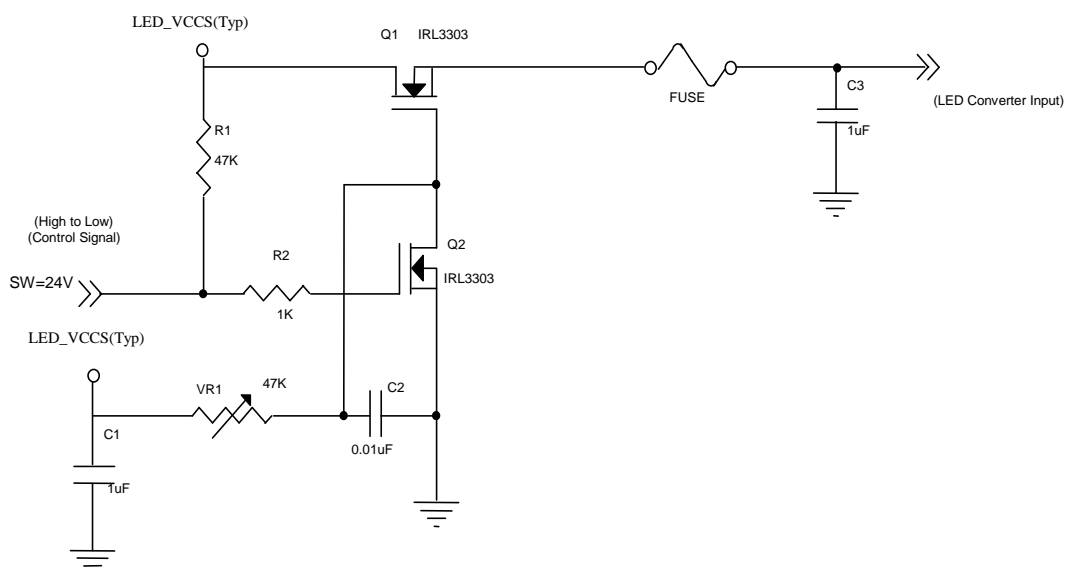 LED_VCCS(Typ)
Q1 IRL3303
FUSE
C3
1uF
(LED Converter Input)
R1
47K
(High to Low)
(Control Signal)
SW=24V
R2
1K
Q2
IRL3303
LED_VCCS(Typ)
VR1 47K
C1
1uF
C2
0.01uF